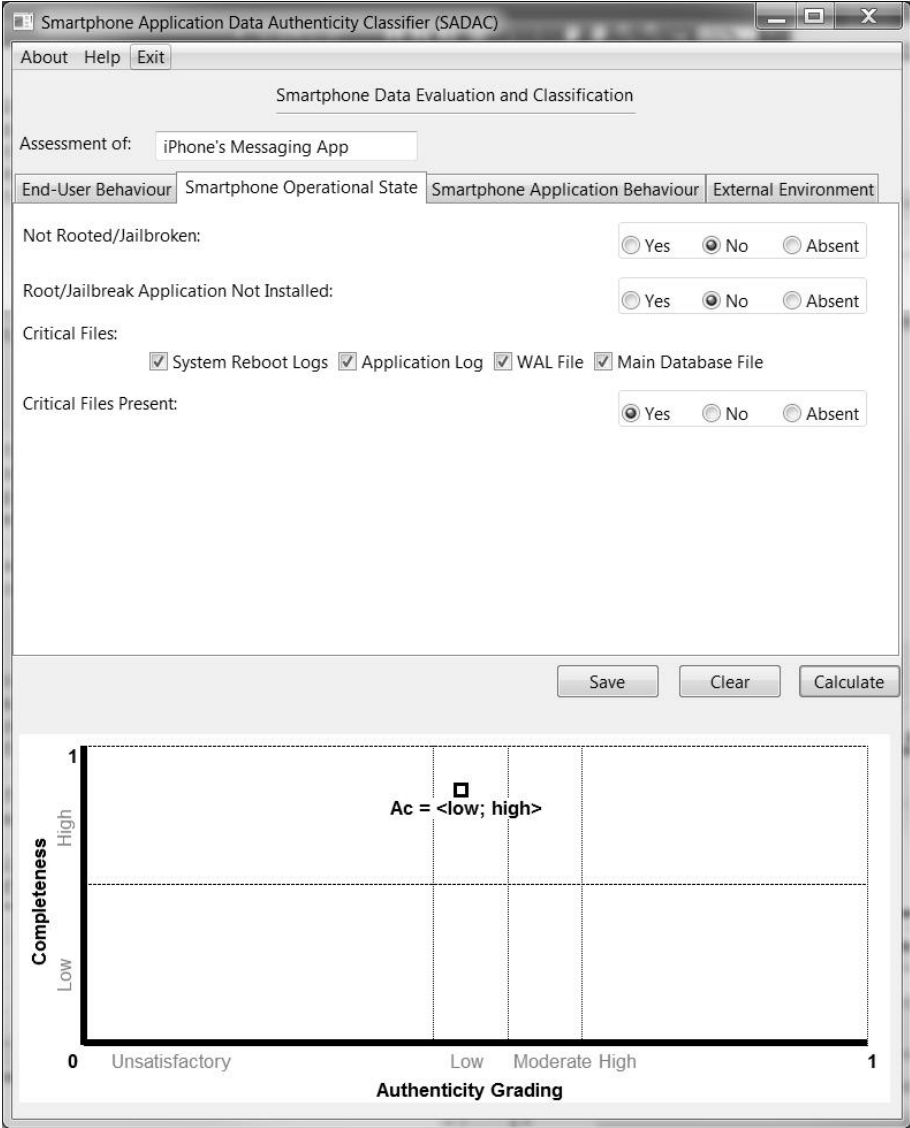 Smartphone Application Data Authenticity Classifier (SADAC)
About Help Exit
Smartphone Data Evaluation and Classification
Assessment of: iPhone's Messaging App
End-User Behaviour Smartphone Operational State Smartphone Application Behaviour External Environment
Not Rooted/Jailbroken: Yes No Absent
Root/Jailbreak Application Not Installed: Yes No Absent
Critical Files:
System Reboot Logs Application Log WAL File Main Database File
Critical Files Present: Yes No Absent
Save Clear Calculate
1
High
Ac = <low; high>
Completeness
Low
0 Unsatisfactory Low Moderate High 1
Authenticity Grading